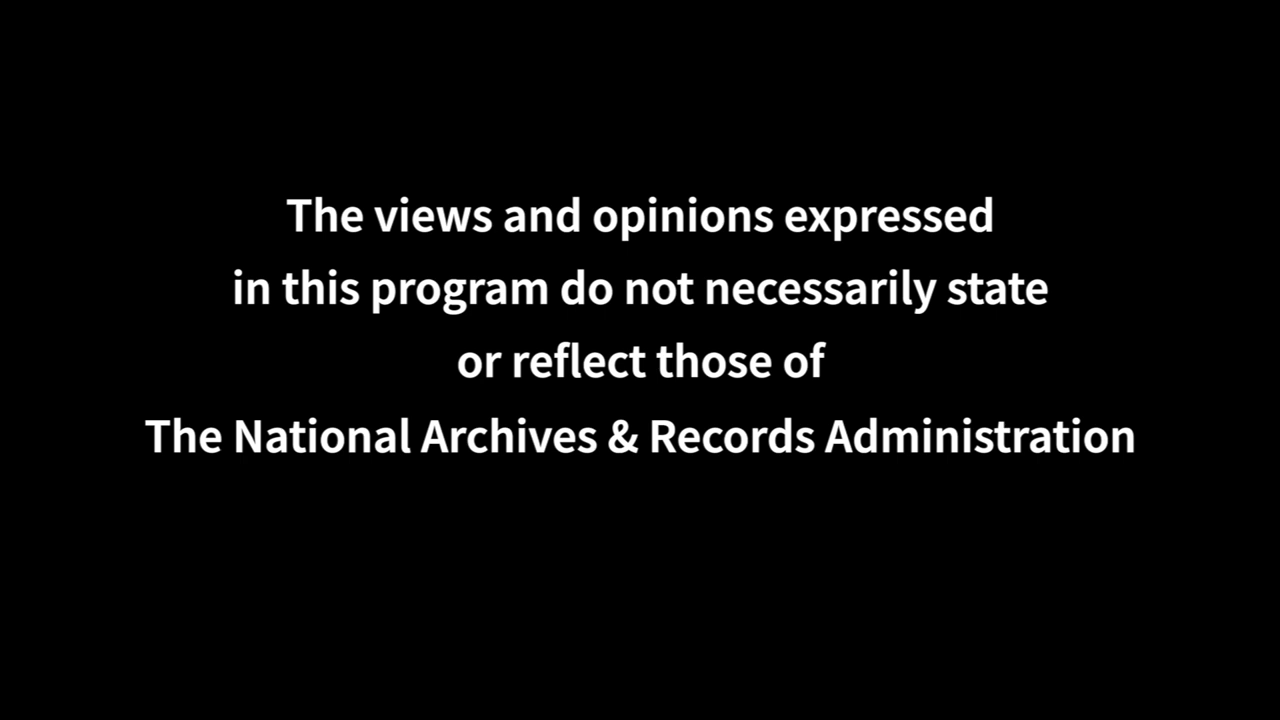 The views and opinions expressed
in this program do not necessarily state
or reflect those of
The National Archives & Records Administration